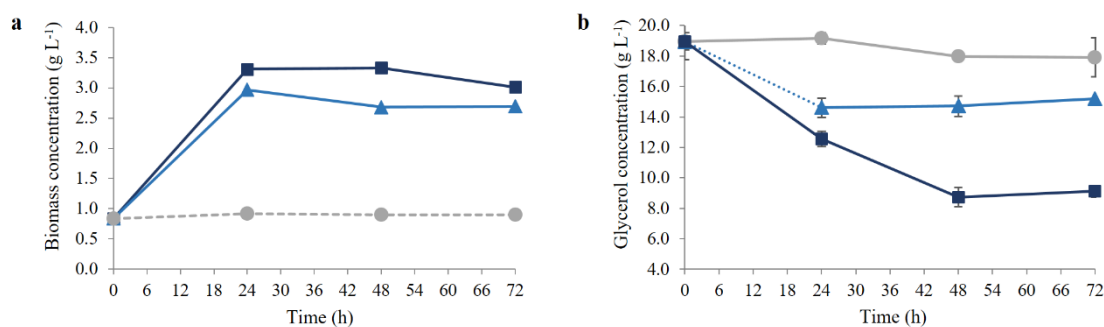 a
Biomass concentration (g L-1)
4.0
3.5
3.0
2.5
2.0
1.5
1.0
0.5
0.0
0 6 12 18 24 30 36 42 48 54 60 66 72
Time (h)
b
Glycerol concentration (g L-1)
20.0
18.0
16.0
14.0
12.0
10.0
8.0
6.0
4.0
0 6 12 18 24 30 36 42 48 54 60 66 72
Time (h)